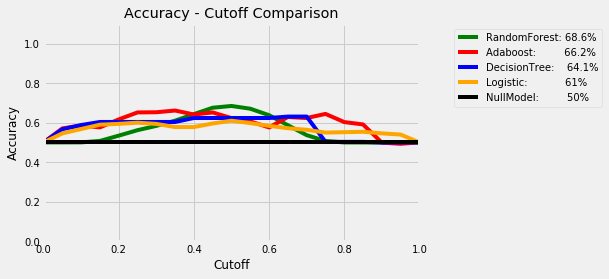 Accuracy - Cutoff Comparison
1.0
0.8
0.6
0.4
0.2
0.0
Accuracy
0.0 0.2 0.4 0.6 0.8 1.0
Cutoff
RandomForest: 68.6%
Adaboost: 66.2%
DecisionTree: 64.1%
Logistic: 61%
NullModel: 50%